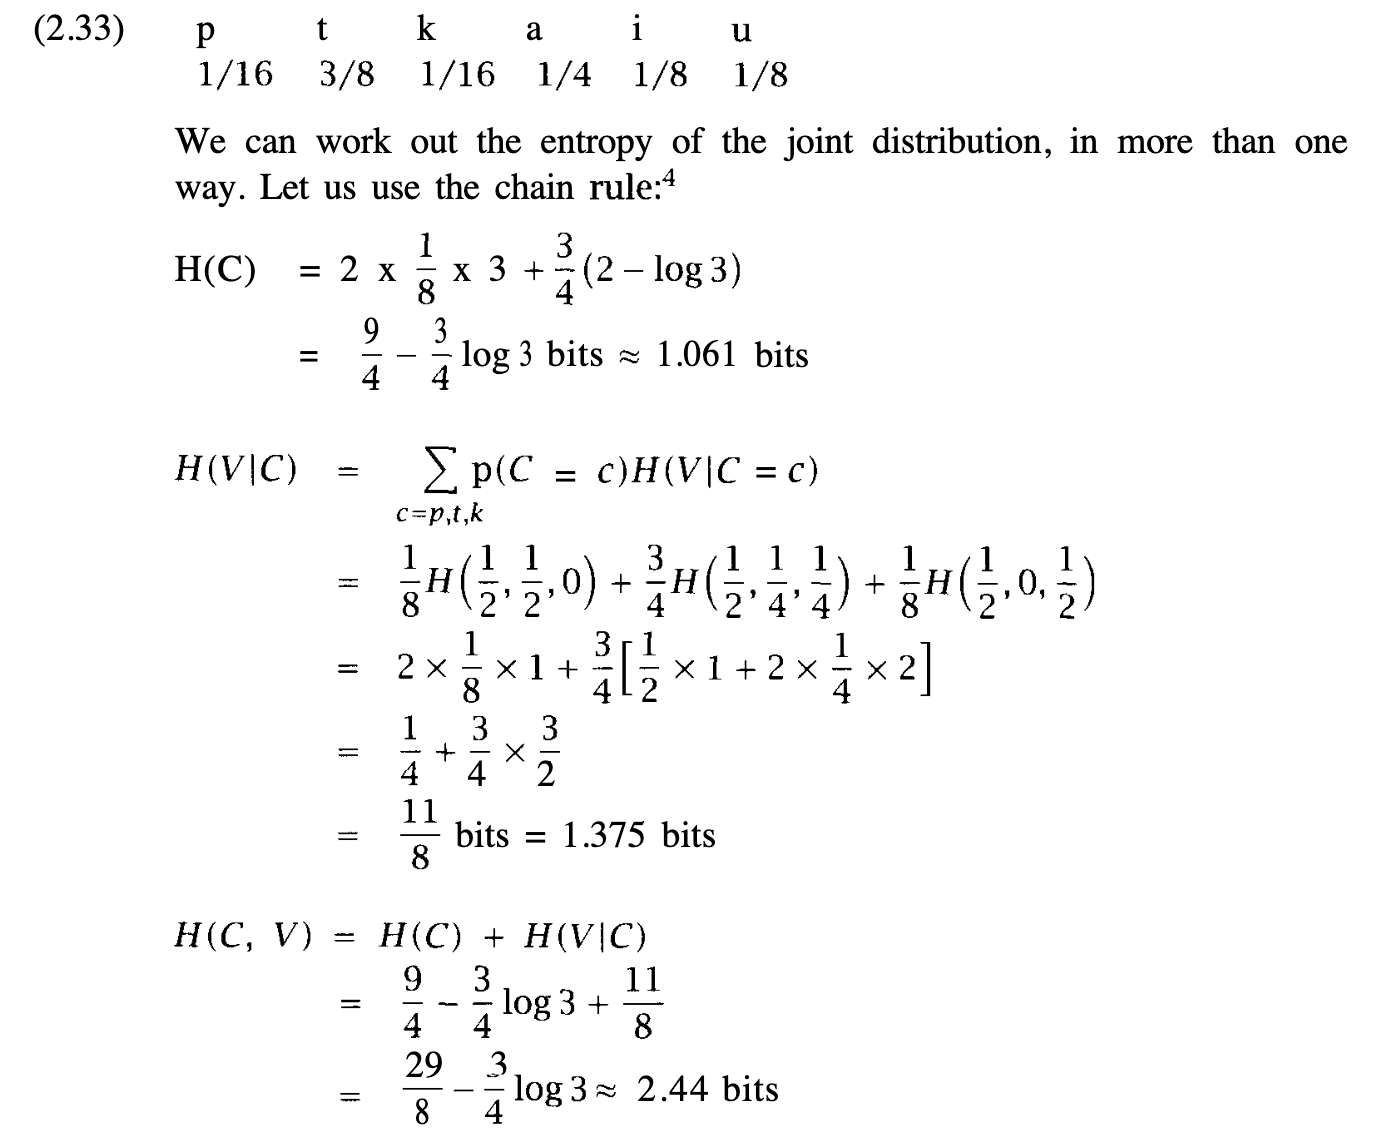 (2.33) p t k a i u
1/16 3/8 1/16 1/4 1/8 1/8
We can work out the entropy of the joint distribution, in more than one
way. Let us use the chain rule:⁴
H(C) = 2 x 1/8 x 3 + 3/4 (2 − log 3)
= 9/4 − 3/4 log 3 bits ≈ 1.061 bits
H(V|C) = ∑ p(C = c)H(V|C = c)
c=p,t,k
= 1/8 H(1/2, 1/2, 0) + 3/4 H(1/2, 1/4, 1/4) + 1/8 H(1/2, 0, 1/2)
= 2 × 1/8 × 1 + 3/4 [1/2 × 1 + 2 × 1/4 × 2]
= 1/4 + 3/4 × 3/2
= 11/8 bits = 1.375 bits
H(C, V) = H(C) + H(V|C)
= 9/4 − 3/4 log 3 + 11/8
= 29/8 − 3/4 log 3 ≈ 2.44 bits